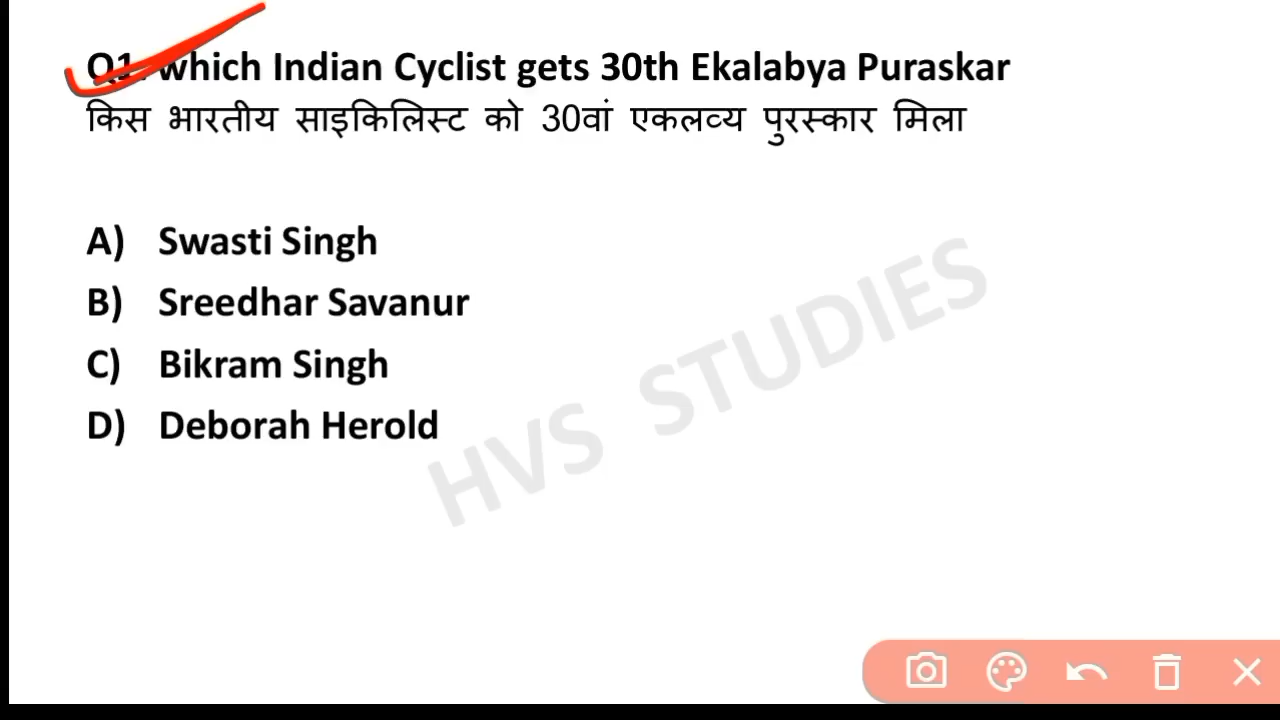 Q1. which Indian Cyclist gets 30th Ekalabya Puraskar
किस भारतीय साइकिलिस्ट को 30वां एकलव्य पुरस्कार मिला
A) Swasti Singh
B) Sreedhar Savanur
C) Bikram Singh
D) Deborah Herold
HVS STUDIES